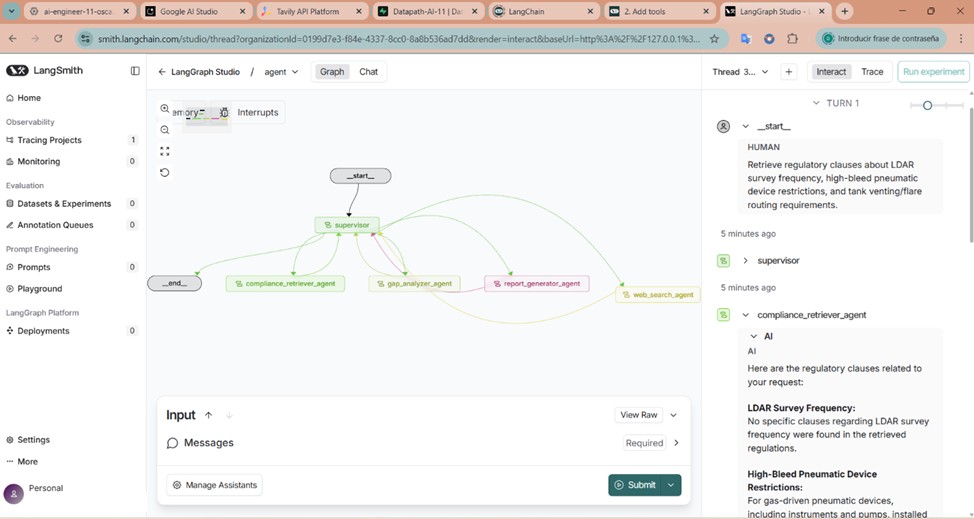 ai-engineer-11-osca
Google AI Studio
Tavily API Platform
Datapath-AI-11 | Da
LangChain
2. Add tools
LangGraph Studio - L
smith.langchain.com/studio/thread?organizationId=0199d7e3-f84e-4337-8cc0-8a8b536ad7dd&render=interact&baseUrl=http%3A%2F%2F127.0.0.1%3...
Introducir frase de contraseña
LangSmith
Home
Observability
Tracing Projects 1
Monitoring 0
Evaluation
Datasets & Experiments 0
Annotation Queues 0
Prompt Engineering
Prompts 0
Playground
LangGraph Platform
Deployments 0
Settings
More
Personal
LangGraph Studio / agent
Graph Chat
emory Interrupts
__start__
supervisor
__end__
compliance_retriever_agent
gap_analyzer_agent
report_generator_agent
web_search_agent
Input
View Raw
Messages
Required
Manage Assistants
Submit
Thread 3...
Interact Trace
Run experiment
TURN 1
__start__
HUMAN
Retrieve regulatory clauses about LDAR
survey frequency, high-bleed pneumatic
device restrictions, and tank venting/flare
routing requirements.
5 minutes ago
supervisor
5 minutes ago
compliance_retriever_agent
AI
AI
Here are the regulatory clauses related to
your request:
LDAR Survey Frequency:
No specific clauses regarding LDAR survey
frequency were found in the retrieved
regulations.
High-Bleed Pneumatic Device
Restrictions:
For gas-driven pneumatic devices,
including instruments and pumps, installed